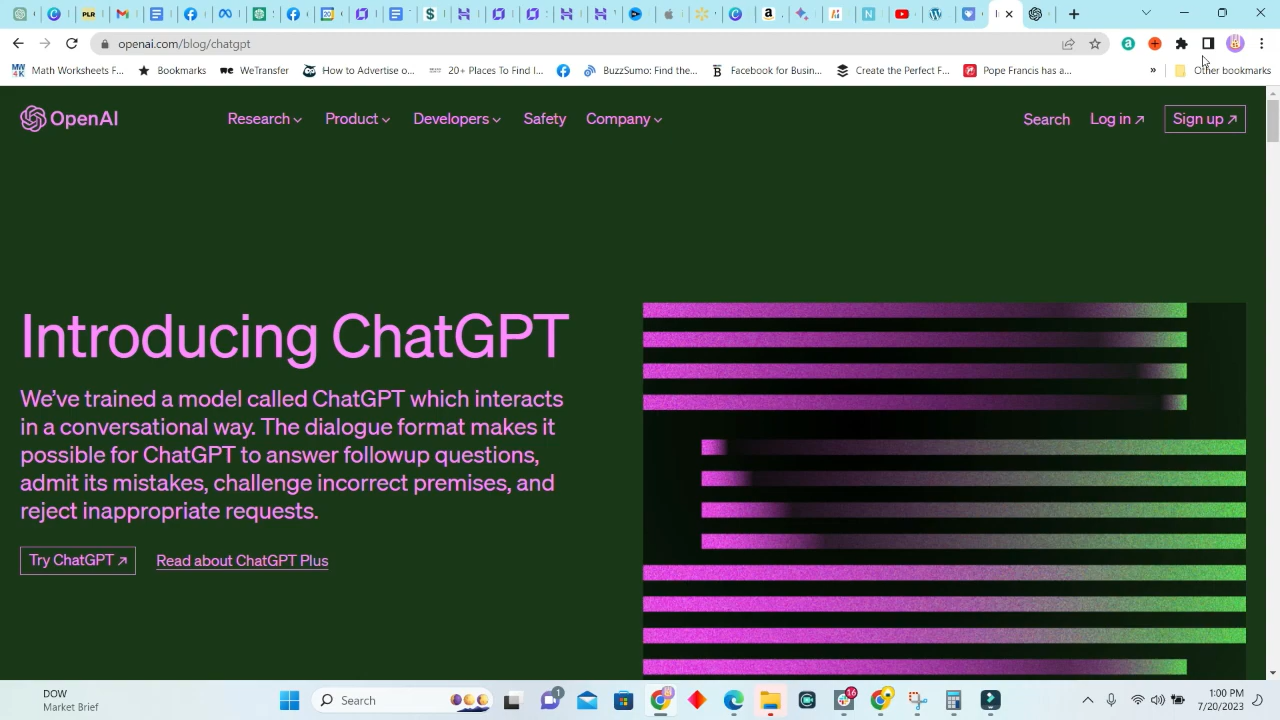 PLR
openai.com/blog/chatgpt
Math Worksheets F...
Bookmarks
we WeTransfer
How to Advertise o...
20+ Places To Find I...
BuzzSumo: Find the...
B Facebook for Busin...
Create the Perfect F...
Pope Francis has a...
»
Other bookmarks
OpenAI
Research
Product
Developers
Safety
Company
Search
Log in ↗
Sign up ↗
Introducing ChatGPT
We’ve trained a model called ChatGPT which interacts
in a conversational way. The dialogue format makes it
possible for ChatGPT to answer followup questions,
admit its mistakes, challenge incorrect premises, and
reject inappropriate requests.
Try ChatGPT ↗
Read about ChatGPT Plus
DOW
Market Brief
Search
1
16
1:00 PM
7/20/2023